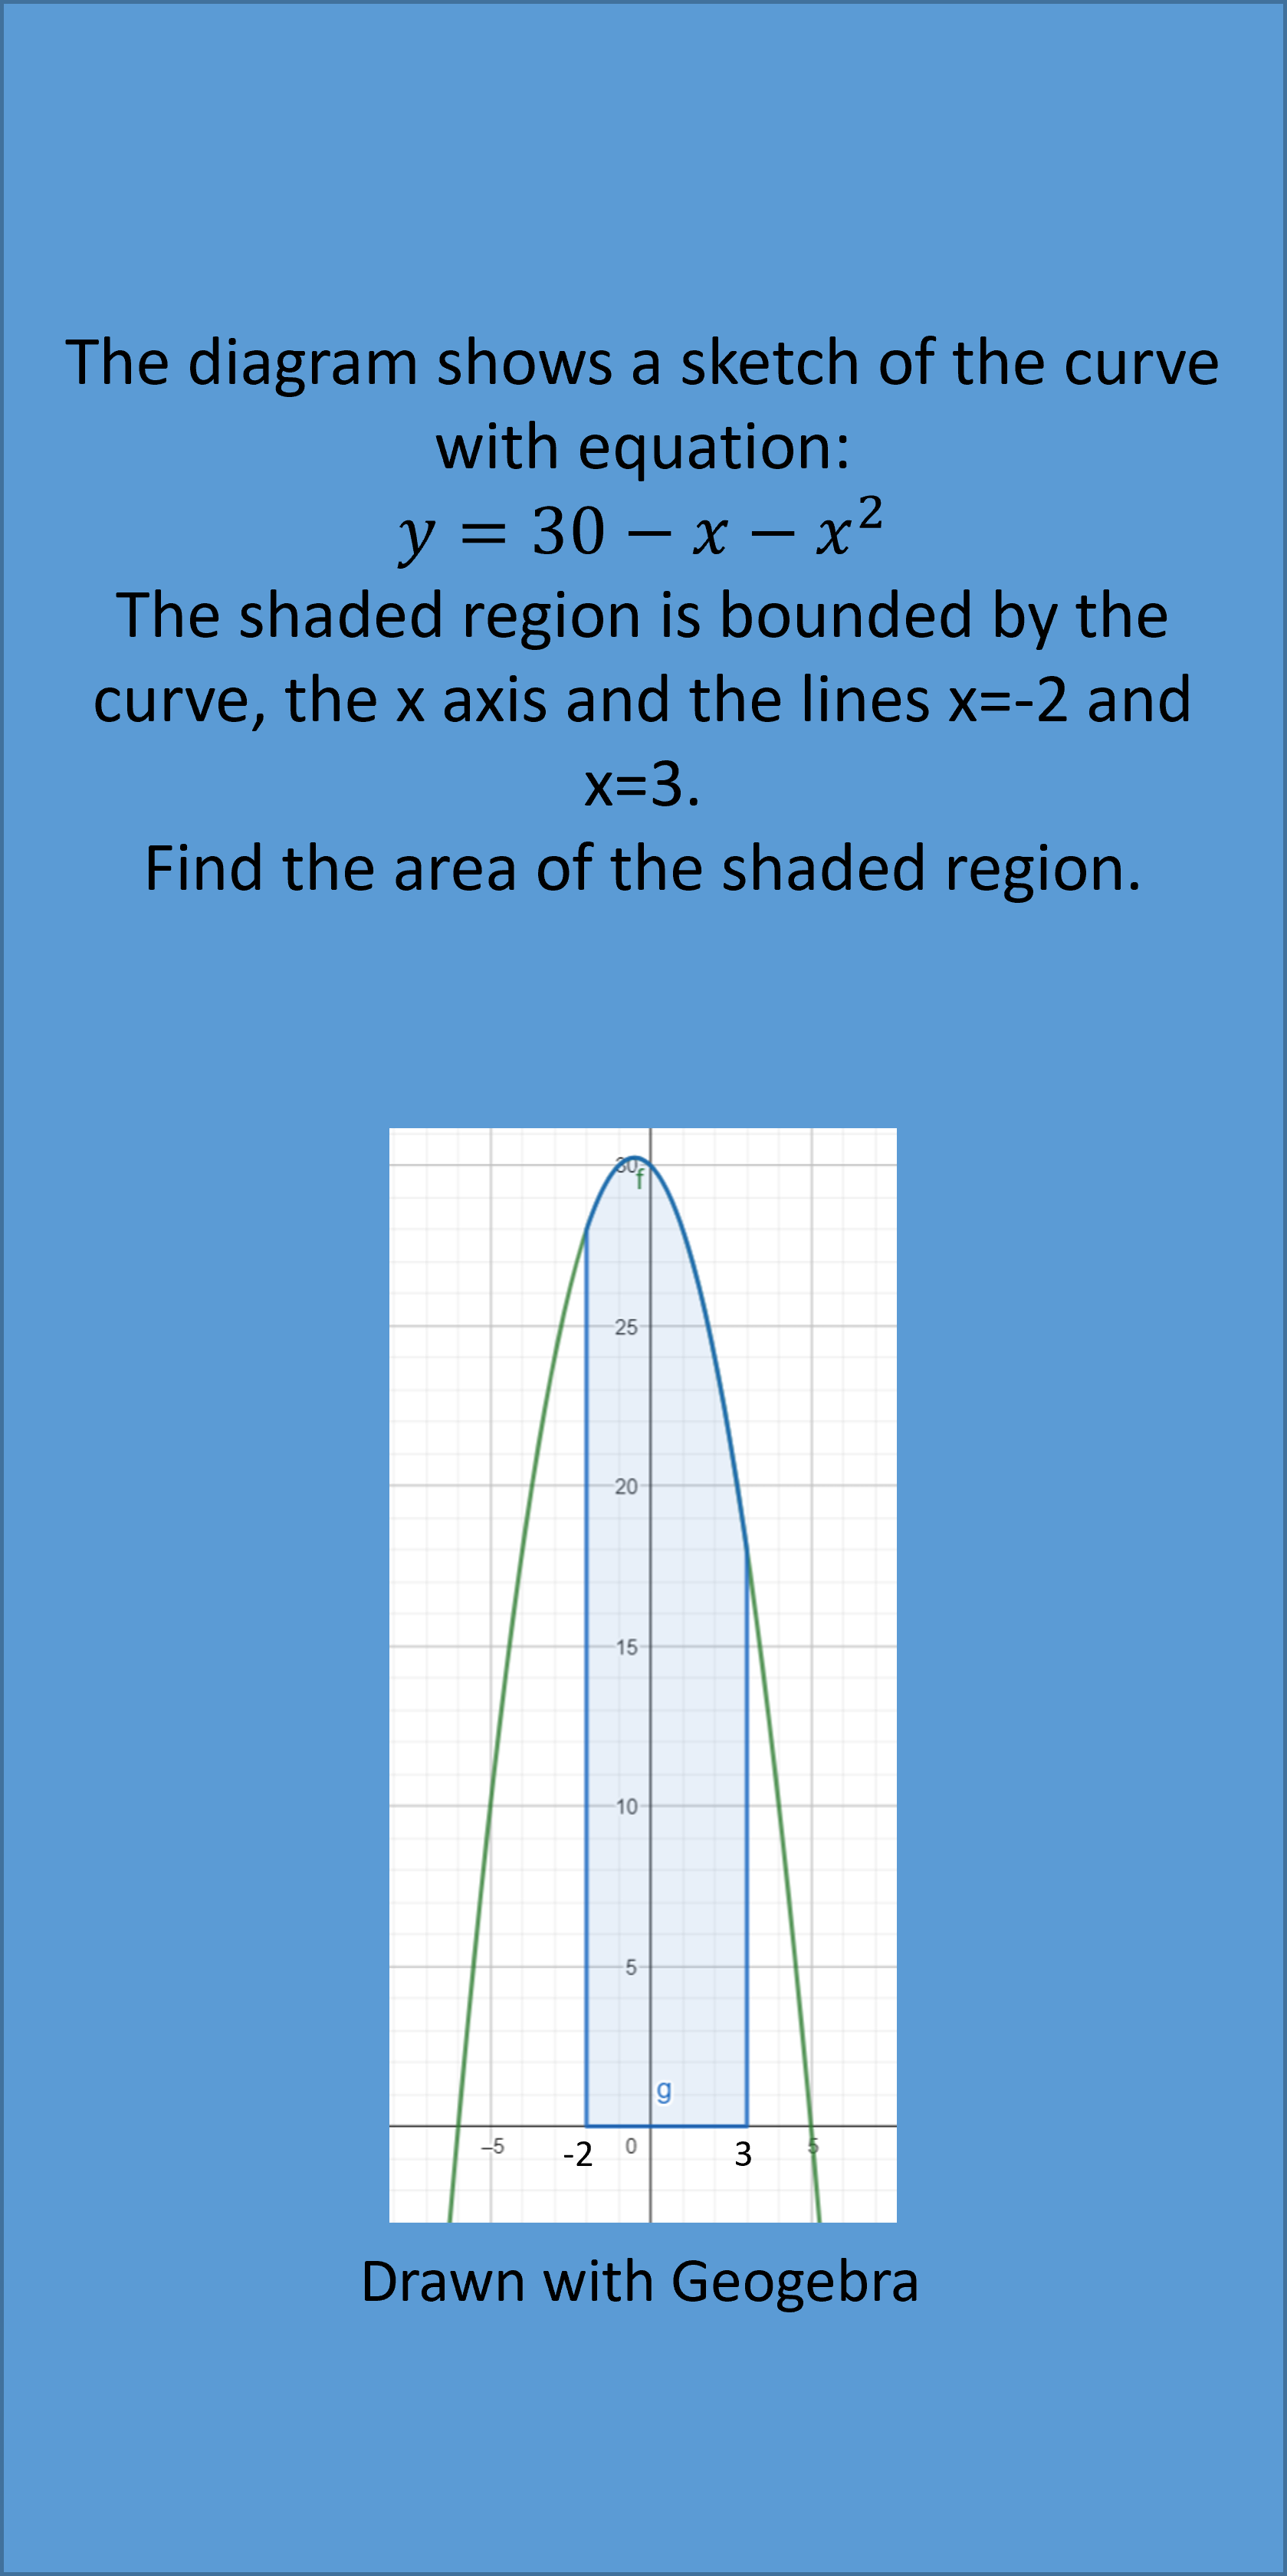 The diagram shows a sketch of the curve
with equation:
𝑦 = 30 − 𝑥 − 𝑥²
The shaded region is bounded by the
curve, the x axis and the lines x=-2 and
x=3.
Find the area of the shaded region.
30
f
25
20
15
10
5
g
–5
-2
0
3
5
Drawn with Geogebra